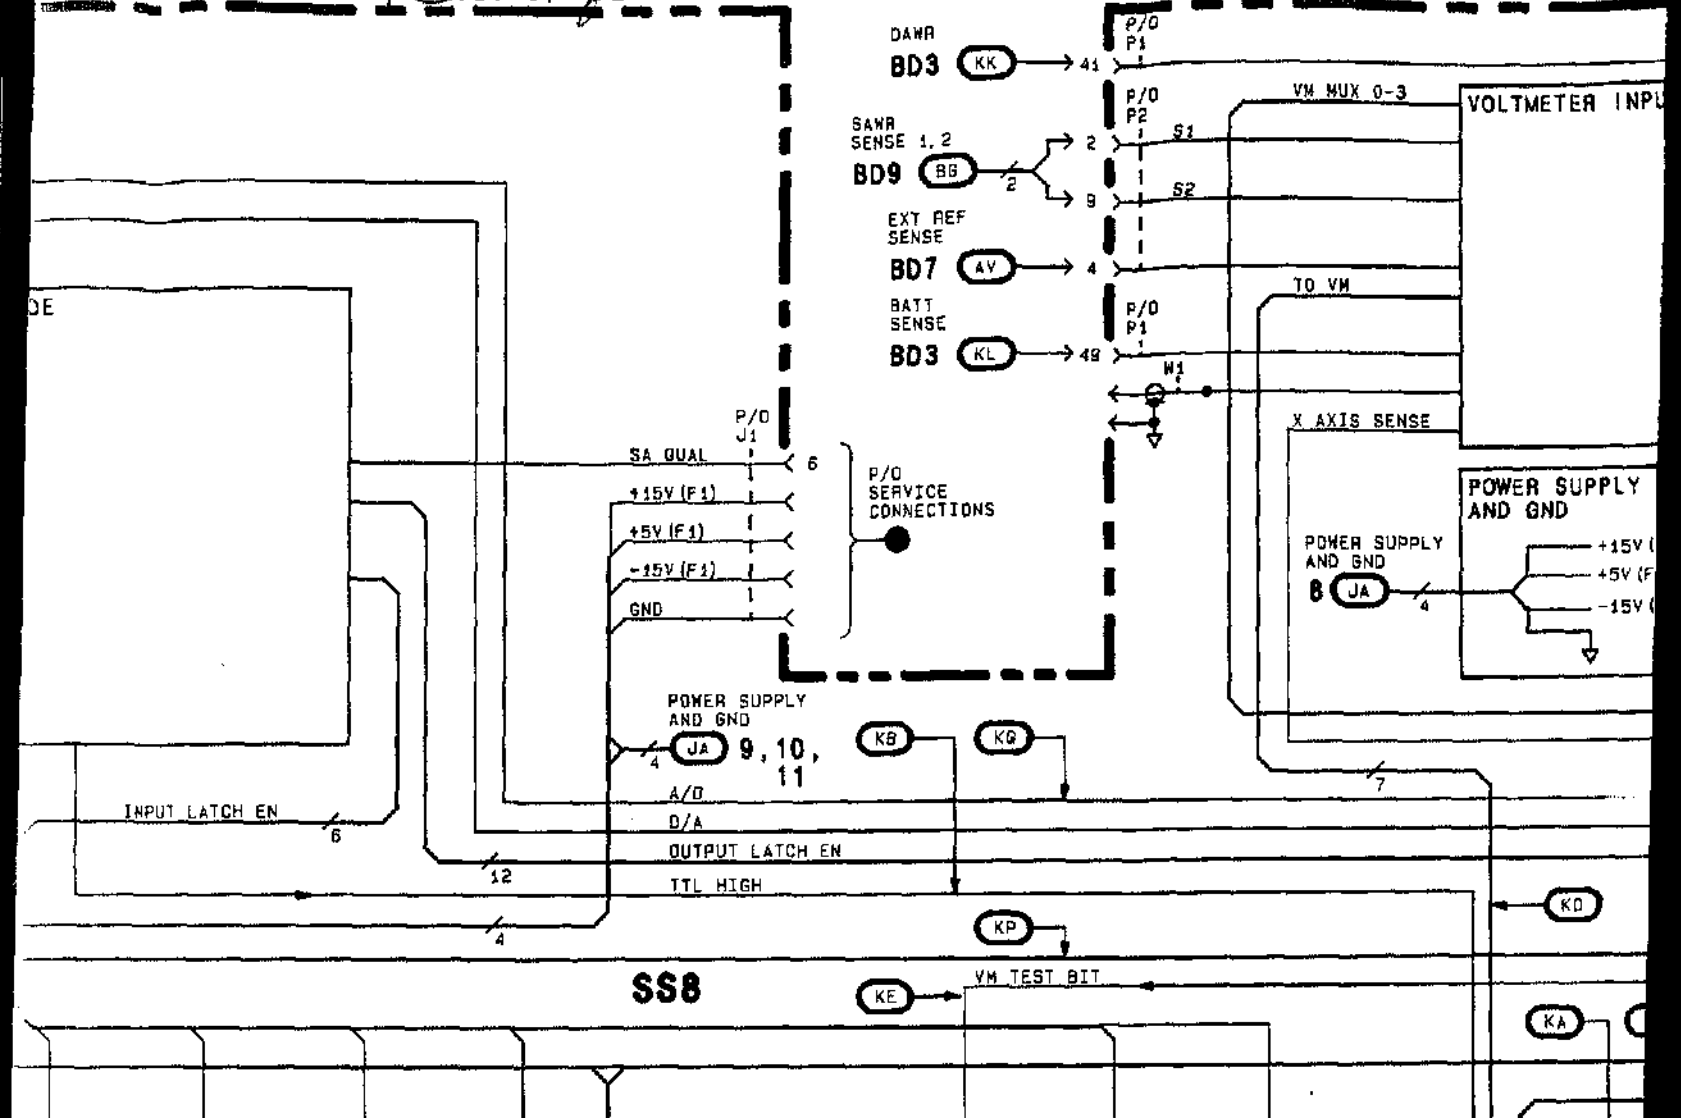 DAWR
BD3 KK 41
P/O
P1
SAWR
SENSE 1,2
BD9 BG 2
2
9
P/O
P2
S1
S2
EXT REF
SENSE
BD7 AV 4
BATT
SENSE
BD3 KL 49
P/O
P1
W1
VM MUX 0-3
VOLTMETER INPU
TO VM
X AXIS SENSE
POWER SUPPLY
AND GND
POWER SUPPLY
AND GND
8 JA 4
+15V (
+5V (F
-15V (
DE
P/O
J1
SA QUAL 6
+15V (F1)
+5V (F1)
-15V (F1)
GND
P/O
SERVICE
CONNECTIONS
POWER SUPPLY
AND GND
4 JA 9, 10,
11
KB
KQ
7
A/D
D/A
INPUT LATCH EN 6
OUTPUT LATCH EN
12
TTL HIGH
4
KD
KP
SS8
KE
VM TEST BIT
KA